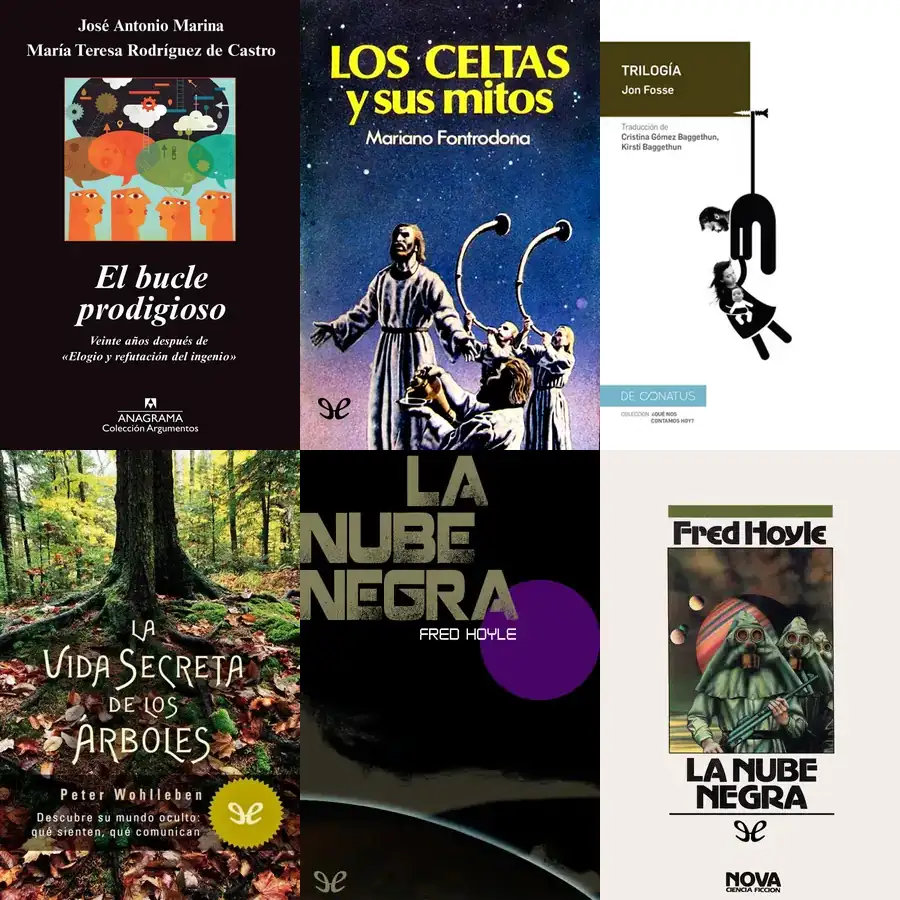 José Antonio Marina
María Teresa Rodríguez de Castro
El bucle
prodigioso
Veinte años después de
«Elogio y refutación del ingenio»
ANAGRAMA
Colección Argumentos
LOS CELTAS
y sus mitos
Mariano Fontrodona
TRILOGÍA
Jon Fosse
Traducción de
Cristina Gómez Baggethun,
Kirsti Baggethun
DE CONATUS
COLECCIÓN ¿QUÉ NOS
CONTAMOS HOY?
LA
VIDA SECRETA
DE LOS
ÁRBOLES
Peter Wohlleben
Descubre su mundo oculto:
qué sienten, qué comunican
LA
NUBE
NEGRA
FRED HOYLE
Fred Hoyle
LA NUBE
NEGRA
NOVA
CIENCIA FICCION